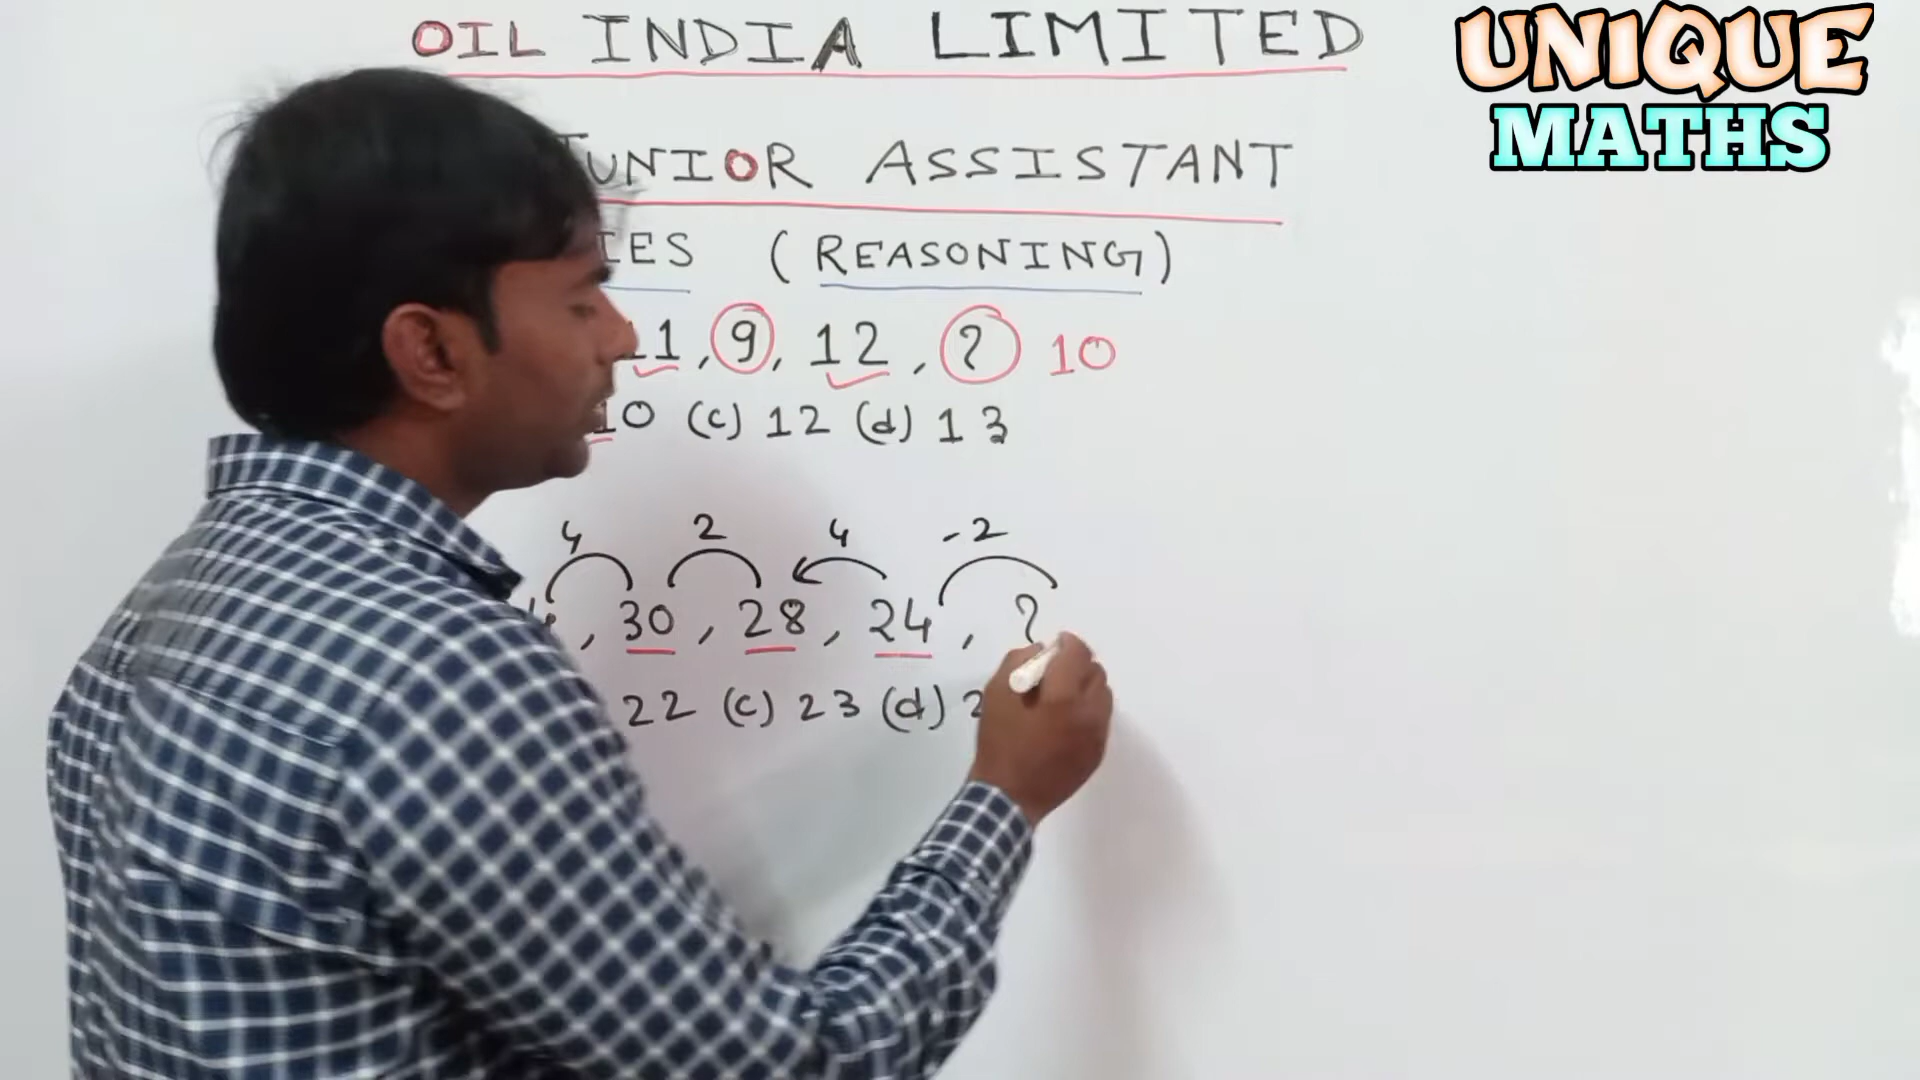 OIL INDIA LIMITED
UNIQUE
MATHS
JUNIOR ASSISTANT
IES (REASONING)
11, 9, 12, ? 10
10 (c) 12 (d) 13
4 2 4 -2
, 30, 28, 24, ?
22 (c) 23 (d) 2